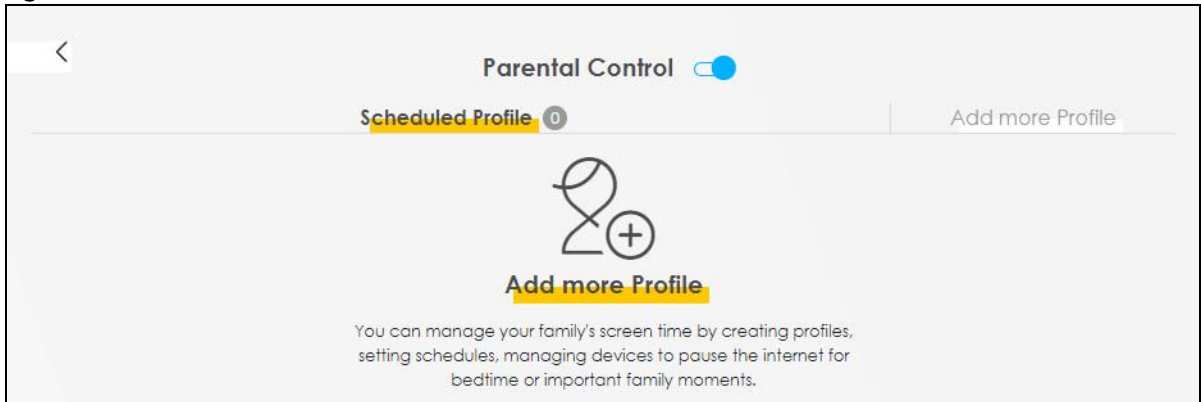 Parental Control
Scheduled Profile 0
Add more Profile
Add more Profile
You can manage your family's screen time by creating profiles,
setting schedules, managing devices to pause the internet for
bedtime or important family moments.